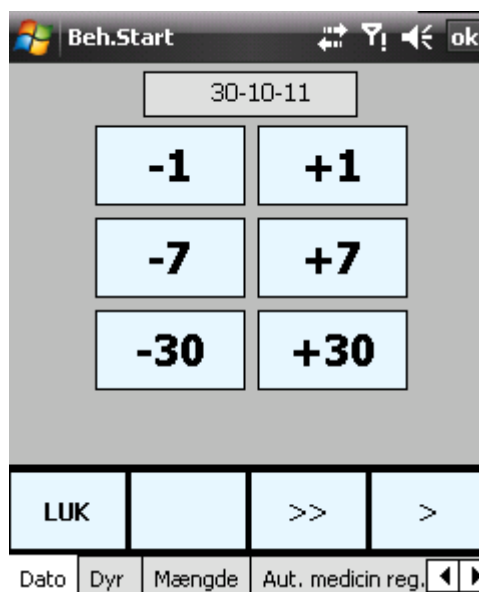 Beh.Start ok
30-10-11
-1 +1
-7 +7
-30 +30
LUK >> >
Dato Dyr Mængde Aut. medicin reg.